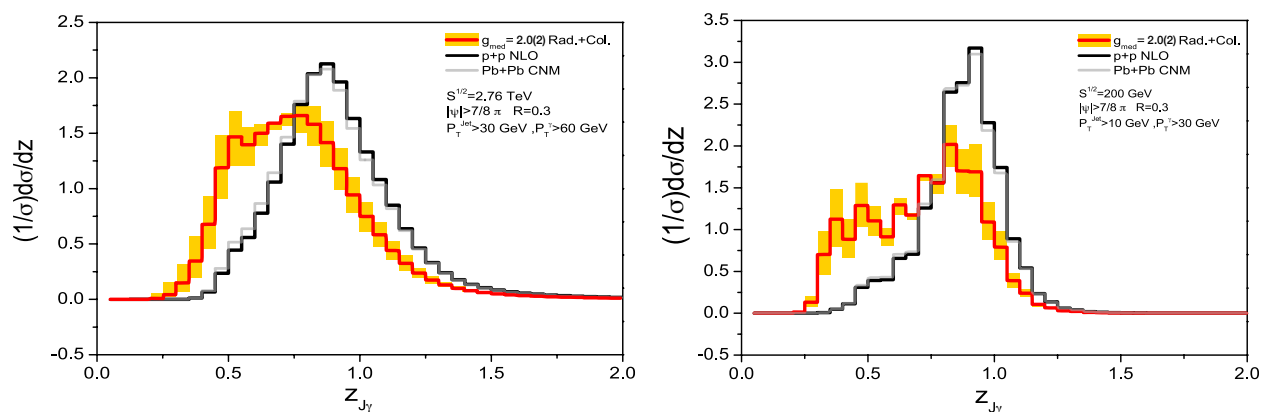 2.5
2.0
1.5
1.0
0.5
0.0
-0.5
(1/σ)dσ/dz
g_med = 2.0(2) Rad.+Col.
p+p NLO
Pb+Pb CNM
S^1/2=2.76 TeV
|ψ|>7/8 π R=0.3
P_T^Jet>30 GeV ,P_T^γ>60 GeV
0.0 0.5 1.0 1.5 2.0
z_Jγ
3.5
3.0
2.5
2.0
1.5
1.0
0.5
0.0
-0.5
(1/σ)dσ/dz
g_med = 2.0(2) Rad.+Col.
p+p NLO
Pb+Pb CNM
S^1/2=200 GeV
|ψ|>7/8 π R=0.3
P_T^Jet>10 GeV ,P_T^γ>30 GeV
0.0 0.5 1.0 1.5 2.0
z_Jγ